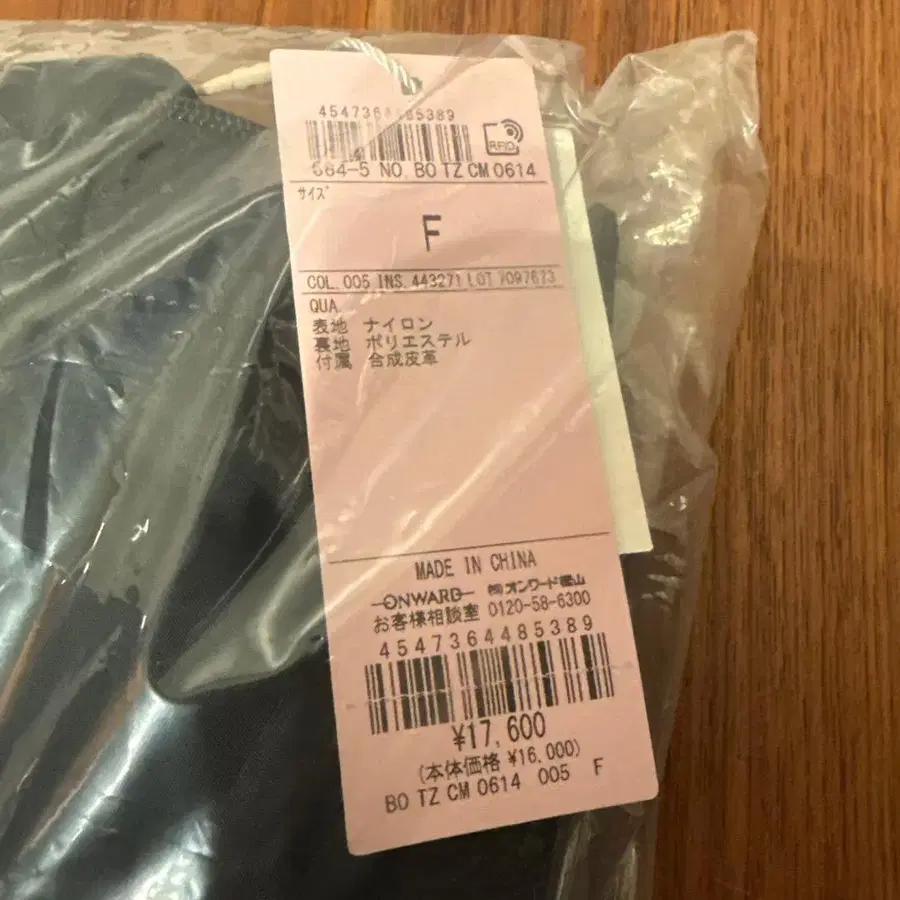 4547364485389
RFID
664-5 NO. BO TZ CM 0614
サイズ
F
COL. 005 INS. 443271 LOT Y097673
QUA.
表地 ナイロン
裏地 ポリエステル
付属 合成皮革
MADE IN CHINA
ONWARD ㈱オンワード樫山
お客様相談室 0120-58-6300
4547364485389
¥17,600
(本体価格 ¥16,000)
BO TZ CM 0614 005 F